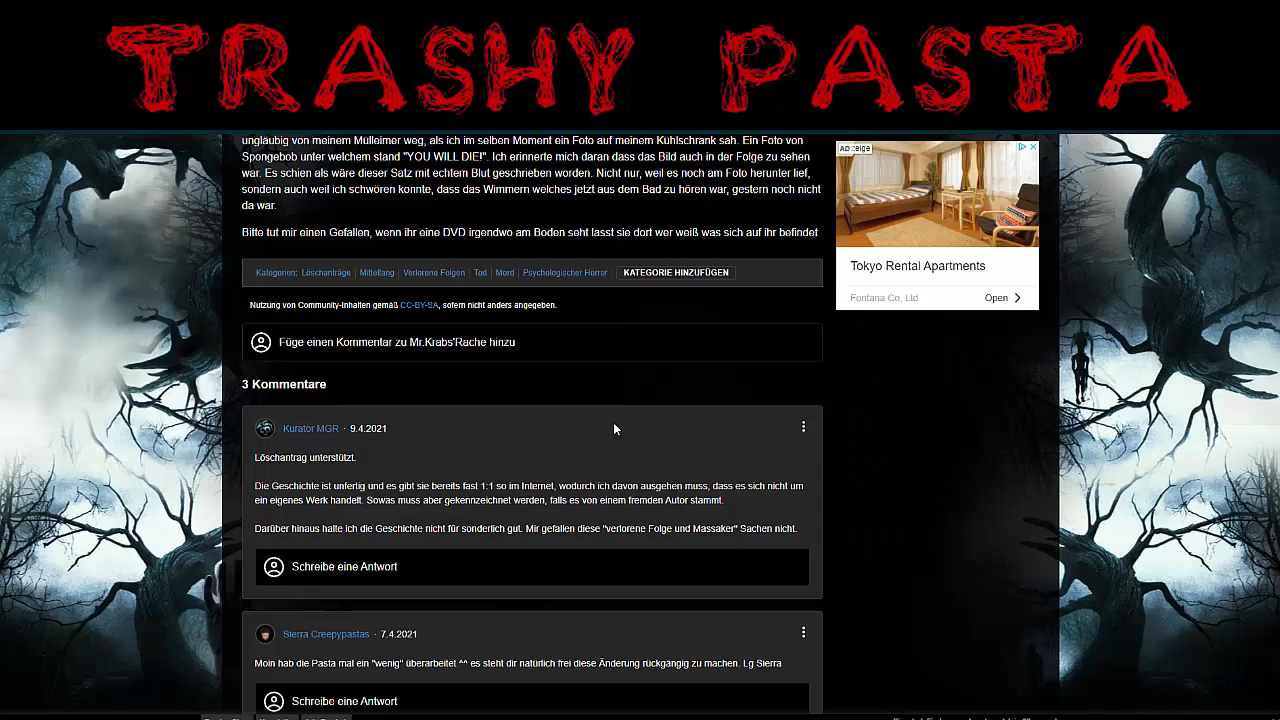 TRASHY PASTA
ungläubig von meinem Mülleimer weg, als ich im selben Moment ein Foto auf meinem Kühlschrank sah. Ein Foto von
Spongebob unter welchem stand "YOU WILL DIE!". Ich erinnerte mich daran dass das Bild auch in der Folge zu sehen
war. Es schien als wäre dieser Satz mit echtem Blut geschrieben worden. Nicht nur, weil es noch am Foto herunter lief,
sondern auch weil ich schwören konnte, dass das Wimmern welches jetzt aus dem Bad zu hören war, gestern noch nicht
da war.
Bitte tut mir einen Gefallen, wenn ihr eine DVD irgendwo am Boden seht lasst sie dort wer weiß was sich auf ihr befindet
Kategorien: Löschanträge Mittellang Verlorene Folgen Tod Mord Psychologischer Horror KATEGORIE HINZUFÜGEN
Nutzung von Community-Inhalten gemäß CC-BY-SA, sofern nicht anders angegeben.
Füge einen Kommentar zu Mr.Krabs'Rache hinzu
3 Kommentare
Kurator MGR · 9.4.2021
Löschantrag unterstützt.
Die Geschichte ist unfertig und es gibt sie bereits fast 1:1 so im Internet, wodurch ich davon ausgehen muss, dass es sich nicht um
ein eigenes Werk handelt. Sowas muss aber gekennzeichnet werden, falls es von einem fremden Autor stammt.
Darüber hinaus halte ich die Geschichte nicht für sonderlich gut. Mir gefallen diese "verlorene Folge und Massaker" Sachen nicht.
Schreibe eine Antwort
Sierra Creepypastas · 7.4.2021
Moin hab die Pasta mal ein "wenig" überarbeitet ^^ es steht dir natürlich frei diese Änderung rückgängig zu machen. Lg Sierra
Schreibe eine Antwort
Tokyo Rental Apartments
Fontana Co, Ltd Open